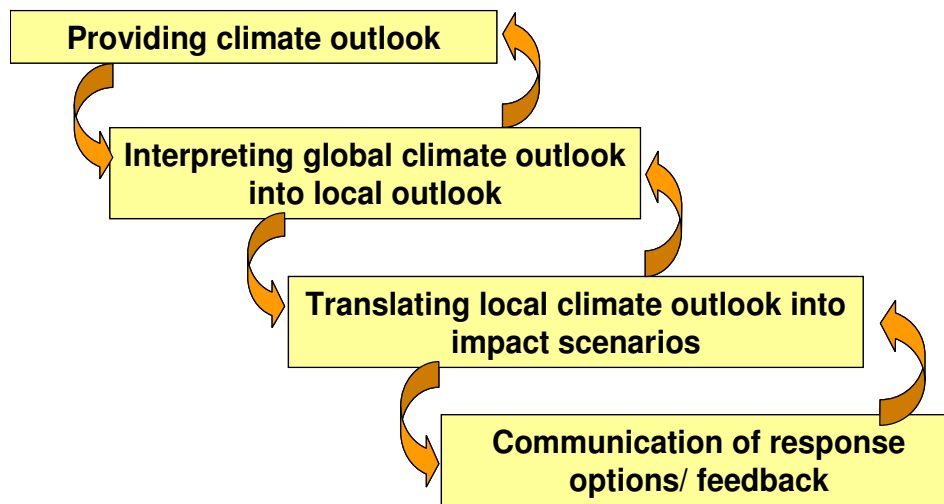 Providing climate outlook
Interpreting global climate outlook
into local outlook
Translating local climate outlook into
impact scenarios
Communication of response
options/ feedback